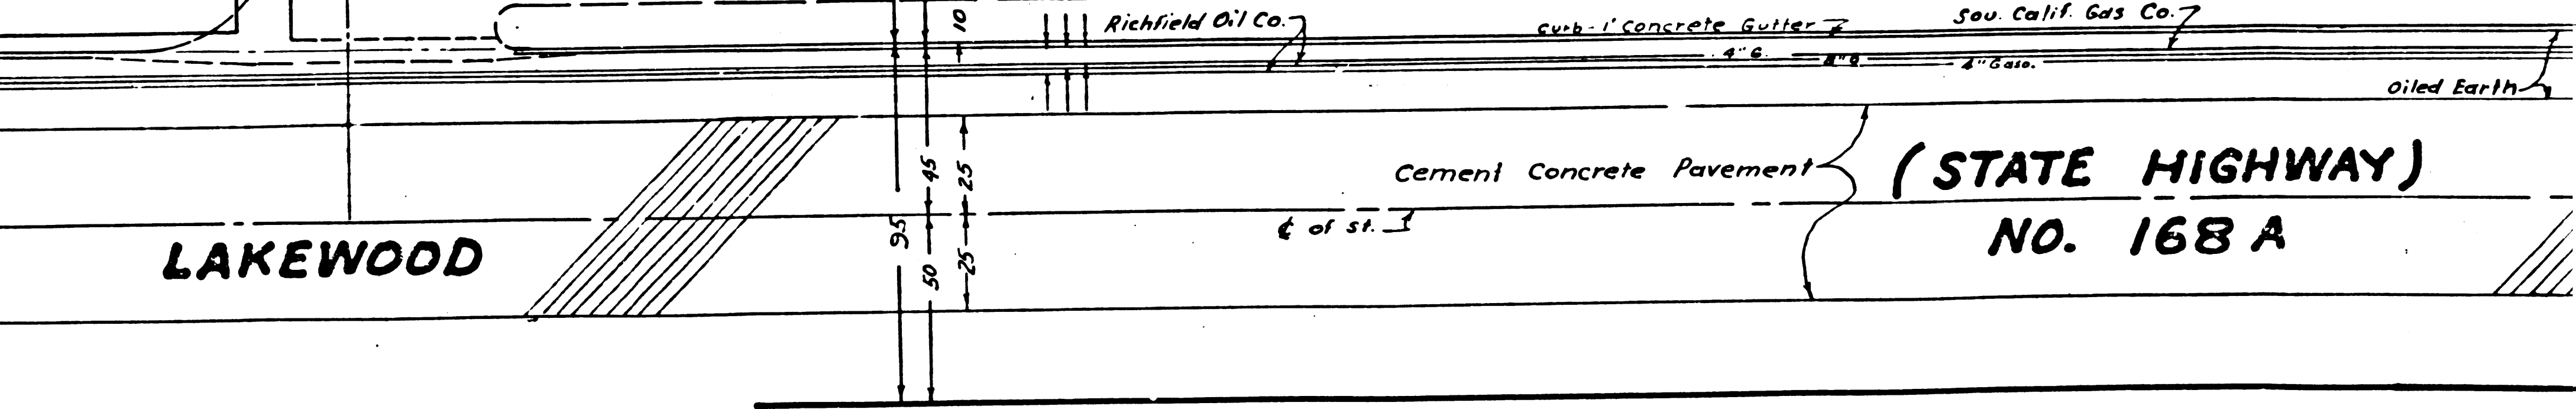 10
Richfield Oil Co.
Curb - 1' Concrete Gutter
Sou. Calif. Gas Co.
4" G.
4" Gaso.
Oiled Earth
45
25
Cement Concrete Pavement
(STATE HIGHWAY)
95
℄ of st.
NO. 168 A
LAKEWOOD
50
25